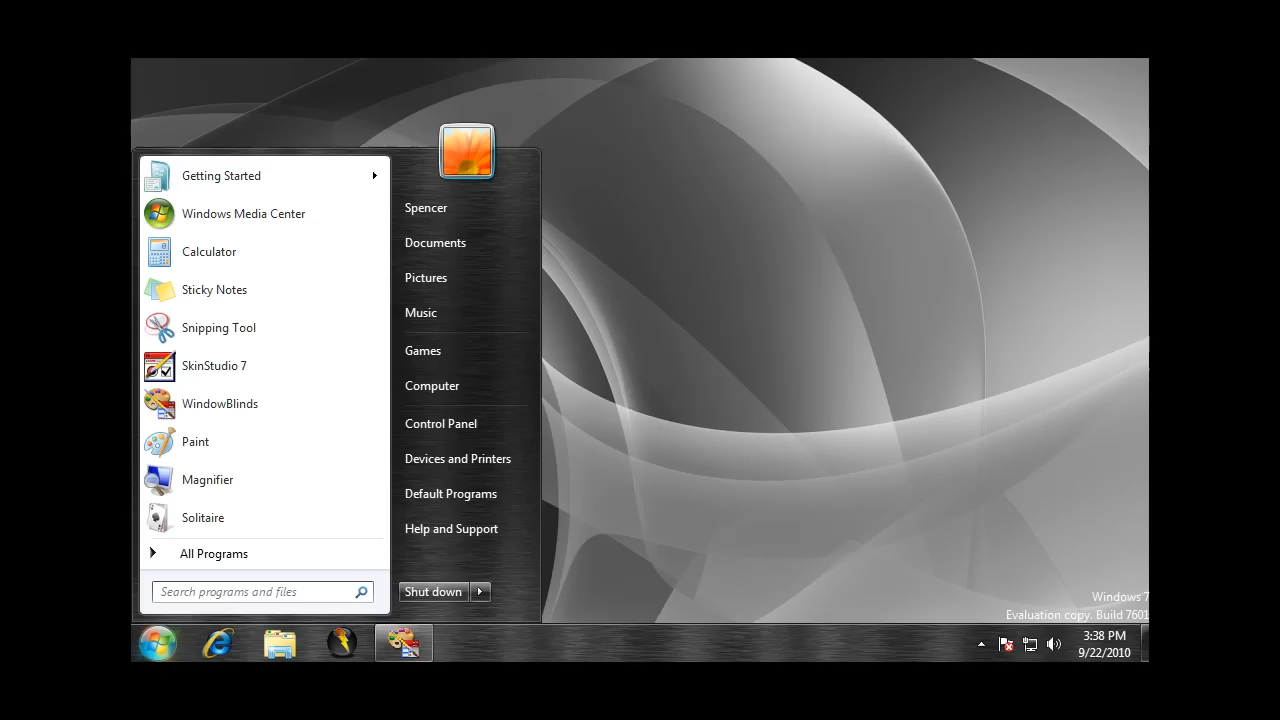 Getting Started
Windows Media Center
Calculator
Sticky Notes
Snipping Tool
SkinStudio 7
WindowBlinds
Paint
Magnifier
Solitaire
All Programs
Search programs and files
Spencer
Documents
Pictures
Music
Games
Computer
Control Panel
Devices and Printers
Default Programs
Help and Support
Shut down
Windows 7
Evaluation copy. Build 7601
3:38 PM
9/22/2010